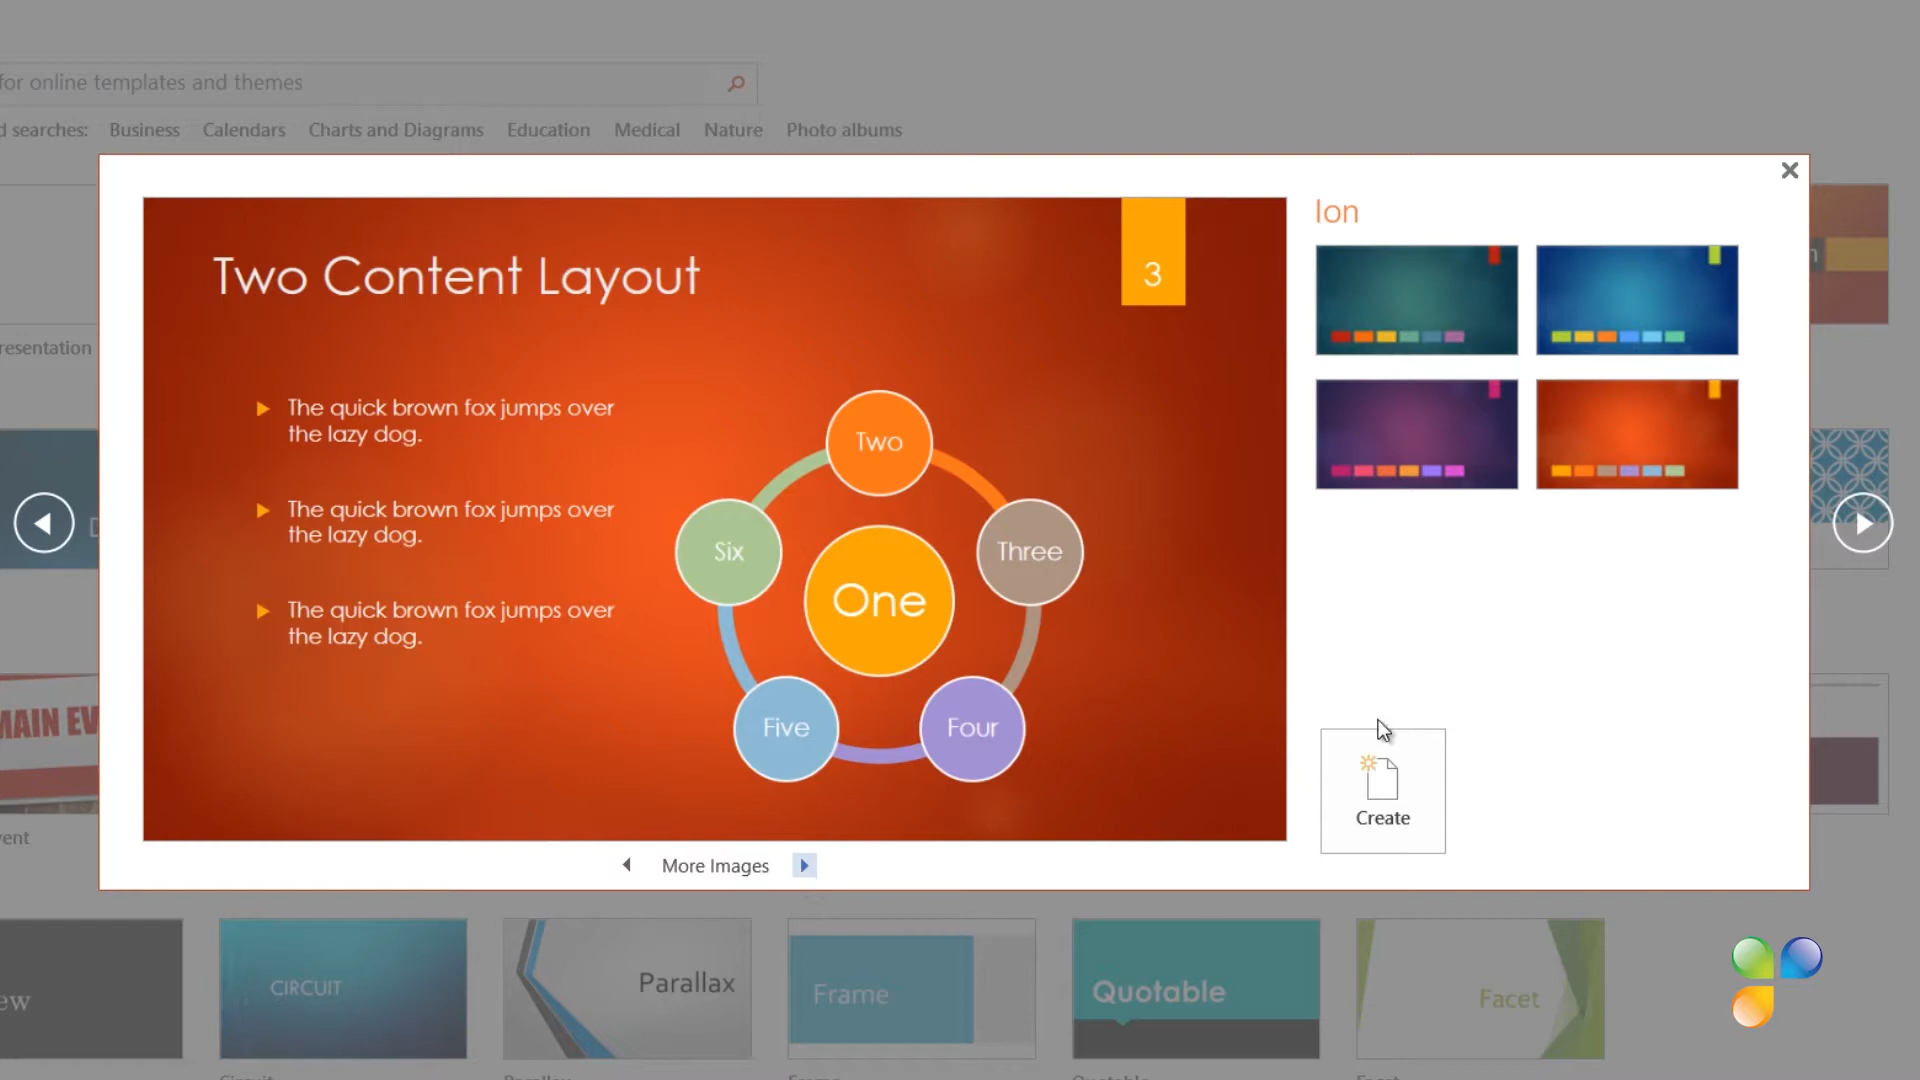 for online templates and themes
d searches: Business Calendars Charts and Diagrams Education Medical Nature Photo albums
Ion
Two Content Layout
3
resentation
The quick brown fox jumps over
the lazy dog.
The quick brown fox jumps over
the lazy dog.
The quick brown fox jumps over
the lazy dog.
Two
Six
Three
One
Five
Four
MAIN EV
vent
Create
More Images
ew
CIRCUIT
Parallax
Frame
Quotable
Facet